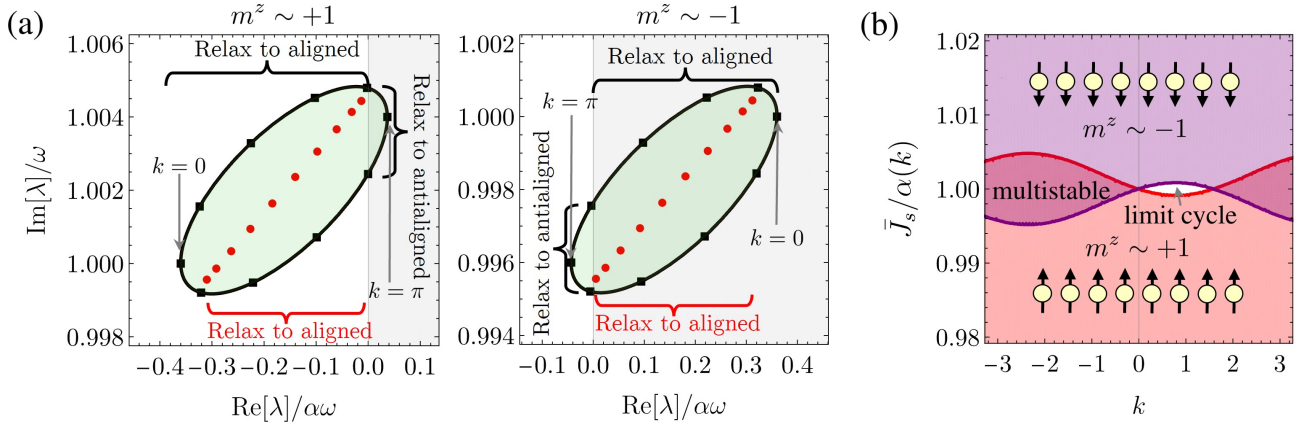 (a)
m^z ∼ +1
1.006
1.004
1.002
1.000
0.998
Im[λ]/ω
Relax to aligned
k = 0
Relax to antialigned
k = π
Relax to aligned
−0.4 −0.3 −0.2 −0.1 0.0 0.1
Re[λ]/αω
m^z ∼ −1
1.002
1.000
0.998
0.996
0.994
Relax to aligned
k = π
Relax to antialigned
k = 0
Relax to aligned
−0.1 0.0 0.1 0.2 0.3 0.4
Re[λ]/αω
(b)
1.02
1.01
1.00
0.99
0.98
J̄_s/α(k)
m^z ∼ −1
multistable
limit cycle
m^z ∼ +1
−3 −2 −1 0 1 2 3
k